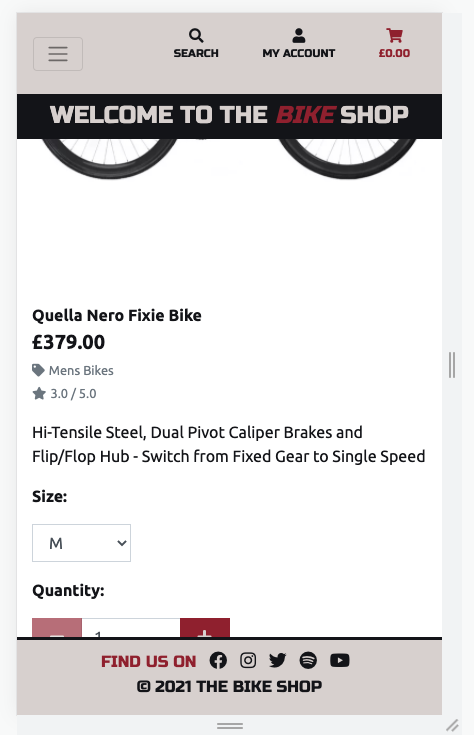 SEARCH
MY ACCOUNT
£0.00
WELCOME TO THE BIKE SHOP
Quella Nero Fixie Bike
£379.00
Mens Bikes
3.0 / 5.0
Hi-Tensile Steel, Dual Pivot Caliper Brakes and
Flip/Flop Hub - Switch from Fixed Gear to Single Speed
Size:
M
Quantity:
− 1 +
FIND US ON
© 2021 THE BIKE SHOP